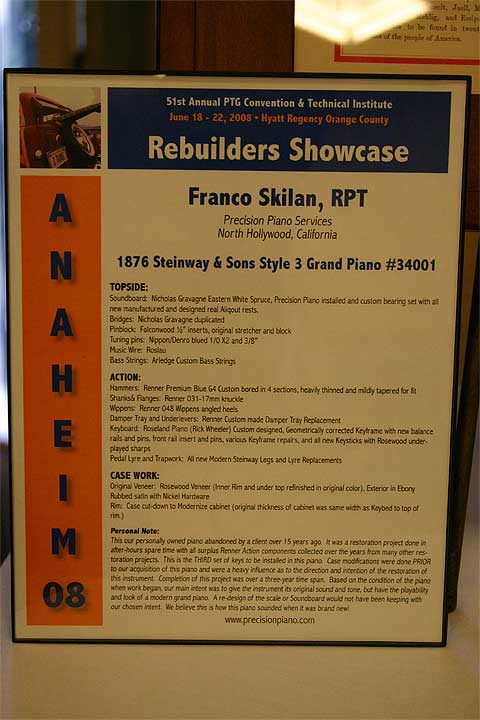 51st Annual PTG Convention & Technical Institute
June 18 - 22, 2008 • Hyatt Regency Orange County
Rebuilders Showcase
ANAHEIM
08
Franco Skilan, RPT
Precision Piano Services
North Hollywood, California
1876 Steinway & Sons Style 3 Grand Piano #34001
TOPSIDE:
Soundboard: Nicholas Gravagne Eastern White Spruce, Precision Piano installed and custom bearing set with all
new manufactured and designed real Aliqout rests.
Bridges: Nicholas Gravagne duplicated
Pinblock: Falconwood ½" inserts, original stretcher and block
Tuning pins: Nippon/Denro blued 1/0 X2 and 3/8"
Music Wire: Roslau
Bass Strings: Arledge Custom Bass Strings
ACTION:
Hammers: Renner Premium Blue G4 Custom bored in 4 sections, heavily thinned and mildly tapered for fit
Shanks& Flanges: Renner 031-17mm knuckle
Wippens: Renner 048 Wippens angled heels
Damper Tray and Underlevers: Renner Custom made Damper Tray Replacement
Keyboard: Roseland Piano (Rick Wheeler) Custom designed, Geometrically corrected Keyframe with new balance
rails and pins, front rail insert and pins, various Keyframe repairs, and all new Keysticks with Rosewood under-
played sharps
Pedal Lyre and Trapwork: All new Modern Steinway Legs and Lyre Replacements
CASE WORK:
Original Veneer: Rosewood Veneer (Inner Rim and under top refinished in original color), Exterior in Ebony
Rubbed satin with Nickel Hardware
Rim: Case cut-down to Modernize cabinet (original thickness of cabinet was same width as Keybed to top of
rim.)
Personal Note:
This our personally owned piano abandoned by a client over 15 years ago. It was a restoration project done in
after-hours spare time with all surplus Renner Action components collected over the years from many other res-
toration projects. This is the THIRD set of keys to be installed in this piano. Case modifications were done PRIOR
to our acquisition of this piano and were a heavy influence as to the direction and intention of the restoration of
this instrument. Completion of this project was over a three-year time span. Based on the condition of the piano
when work began, our main intent was to give the instrument its original sound and tone, but have the playability
and look of a modern grand piano. A re-design of the scale or Soundboard would not have been keeping with
our chosen intent. We believe is this how this piano sounded when it was brand new!
www.precisionpiano.com
to be found in twent
of the people of America.